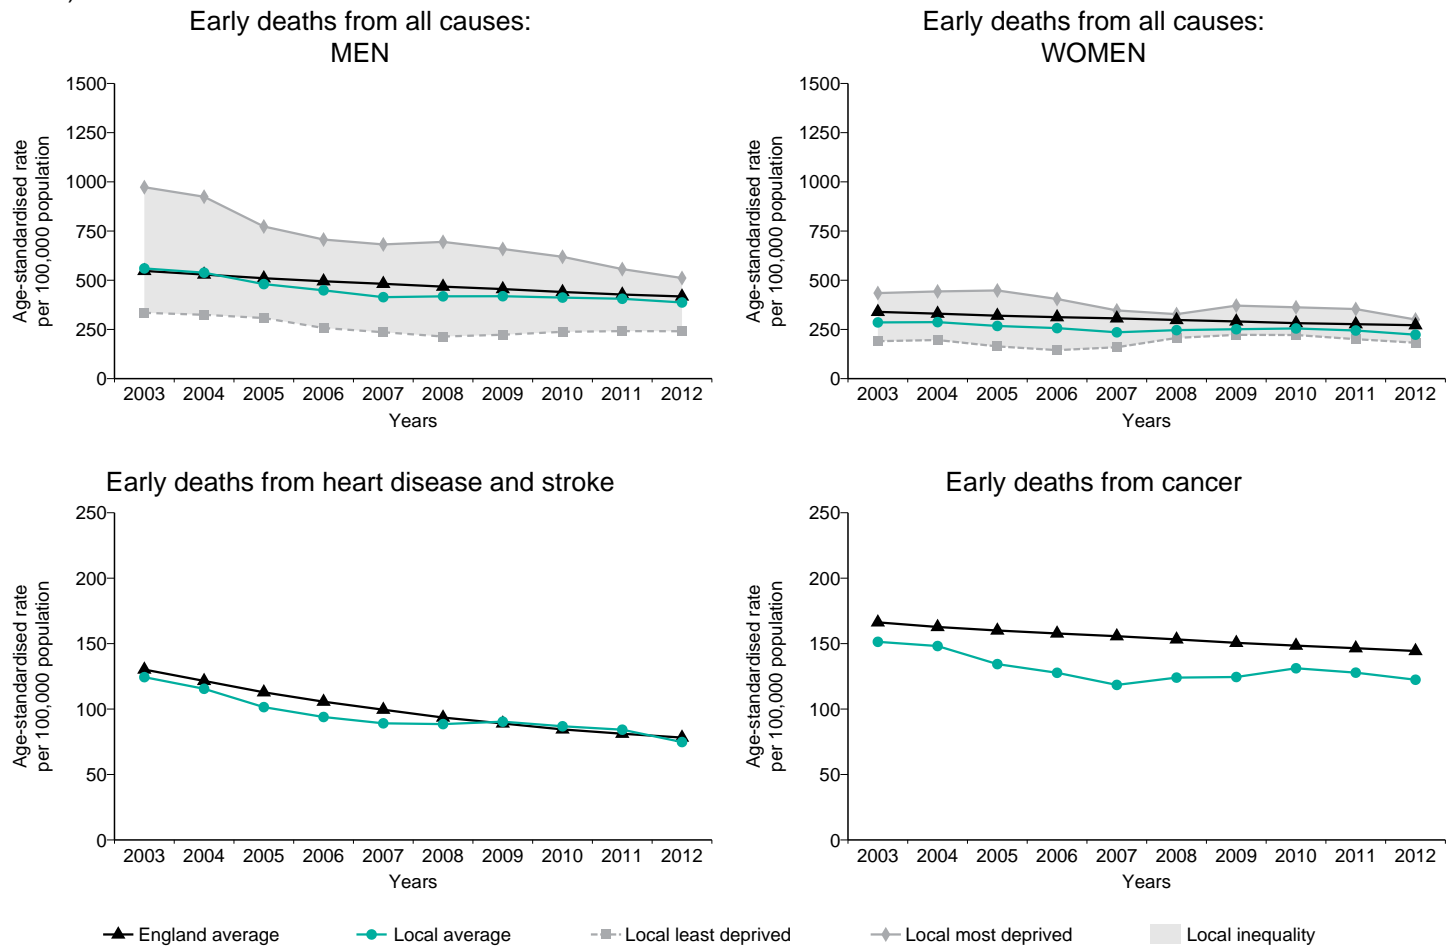 Early deaths from all causes:
MEN
Age-standardised rate
per 100,000 population
1500
1250
1000
750
500
250
0
2003 2004 2005 2006 2007 2008 2009 2010 2011 2012
Years
Early deaths from all causes:
WOMEN
Age-standardised rate
per 100,000 population
1500
1250
1000
750
500
250
0
2003 2004 2005 2006 2007 2008 2009 2010 2011 2012
Years
Early deaths from heart disease and stroke
Age-standardised rate
per 100,000 population
250
200
150
100
50
0
2003 2004 2005 2006 2007 2008 2009 2010 2011 2012
Years
Early deaths from cancer
Age-standardised rate
per 100,000 population
250
200
150
100
50
0
2003 2004 2005 2006 2007 2008 2009 2010 2011 2012
Years
England average Local average Local least deprived Local most deprived Local inequality